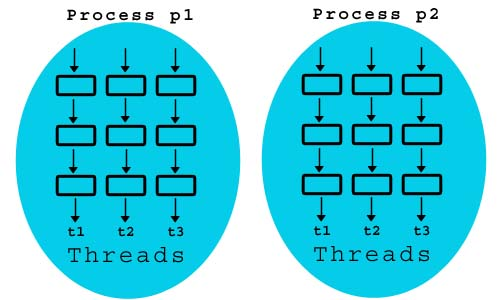 Process p1
t1 t2 t3
Threads
Process p2
t1 t2 t3
Threads